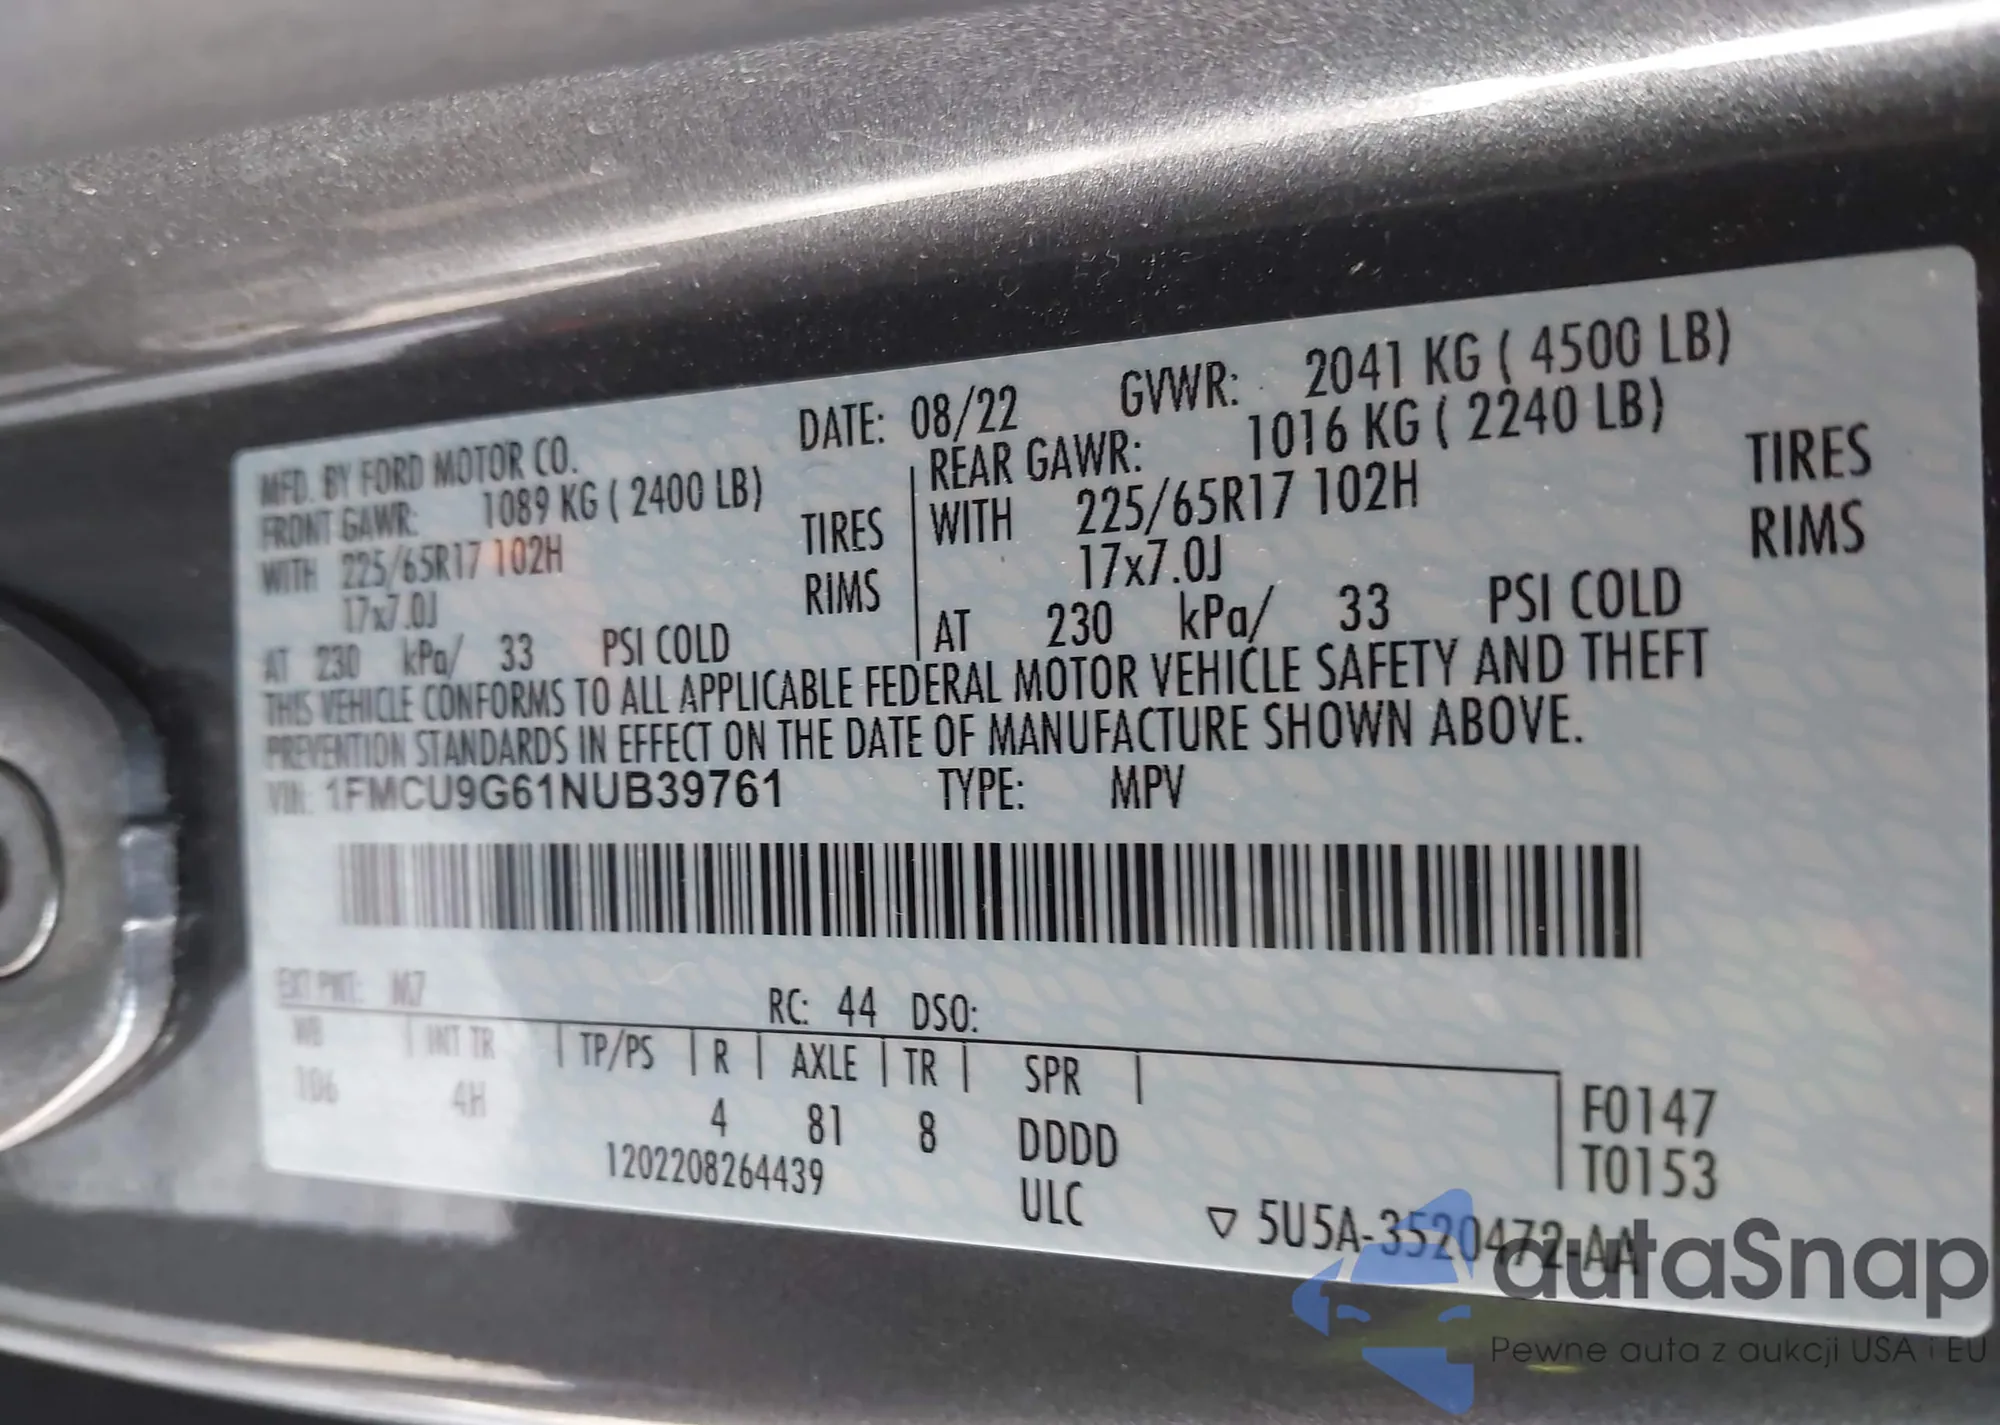 MFD. BY FORD MOTOR CO. DATE: 08/22 GVWR: 2041 KG ( 4500 LB)
FRONT GAWR: 1089 KG ( 2400 LB) REAR GAWR: 1016 KG ( 2240 LB)
WITH 225/65R17 102H TIRES WITH 225/65R17 102H TIRES
17x7.0J RIMS 17x7.0J RIMS
AT 230 kPa/ 33 PSI COLD AT 230 kPa/ 33 PSI COLD
THIS VEHICLE CONFORMS TO ALL APPLICABLE FEDERAL MOTOR VEHICLE SAFETY AND THEFT
PREVENTION STANDARDS IN EFFECT ON THE DATE OF MANUFACTURE SHOWN ABOVE.
VIN: 1FMCU9G61NUB39761 TYPE: MPV
EXT PNT: M7 RC: 44 DSO:
WB | INT TR | TP/PS | R | AXLE | TR | SPR |
106 4H 4 81 8 DDDD F0147
1202208264439 ULC T0153
▽ 5U5A-3520472-AA
autaSnap
Pewne auta z aukcji USA i EU